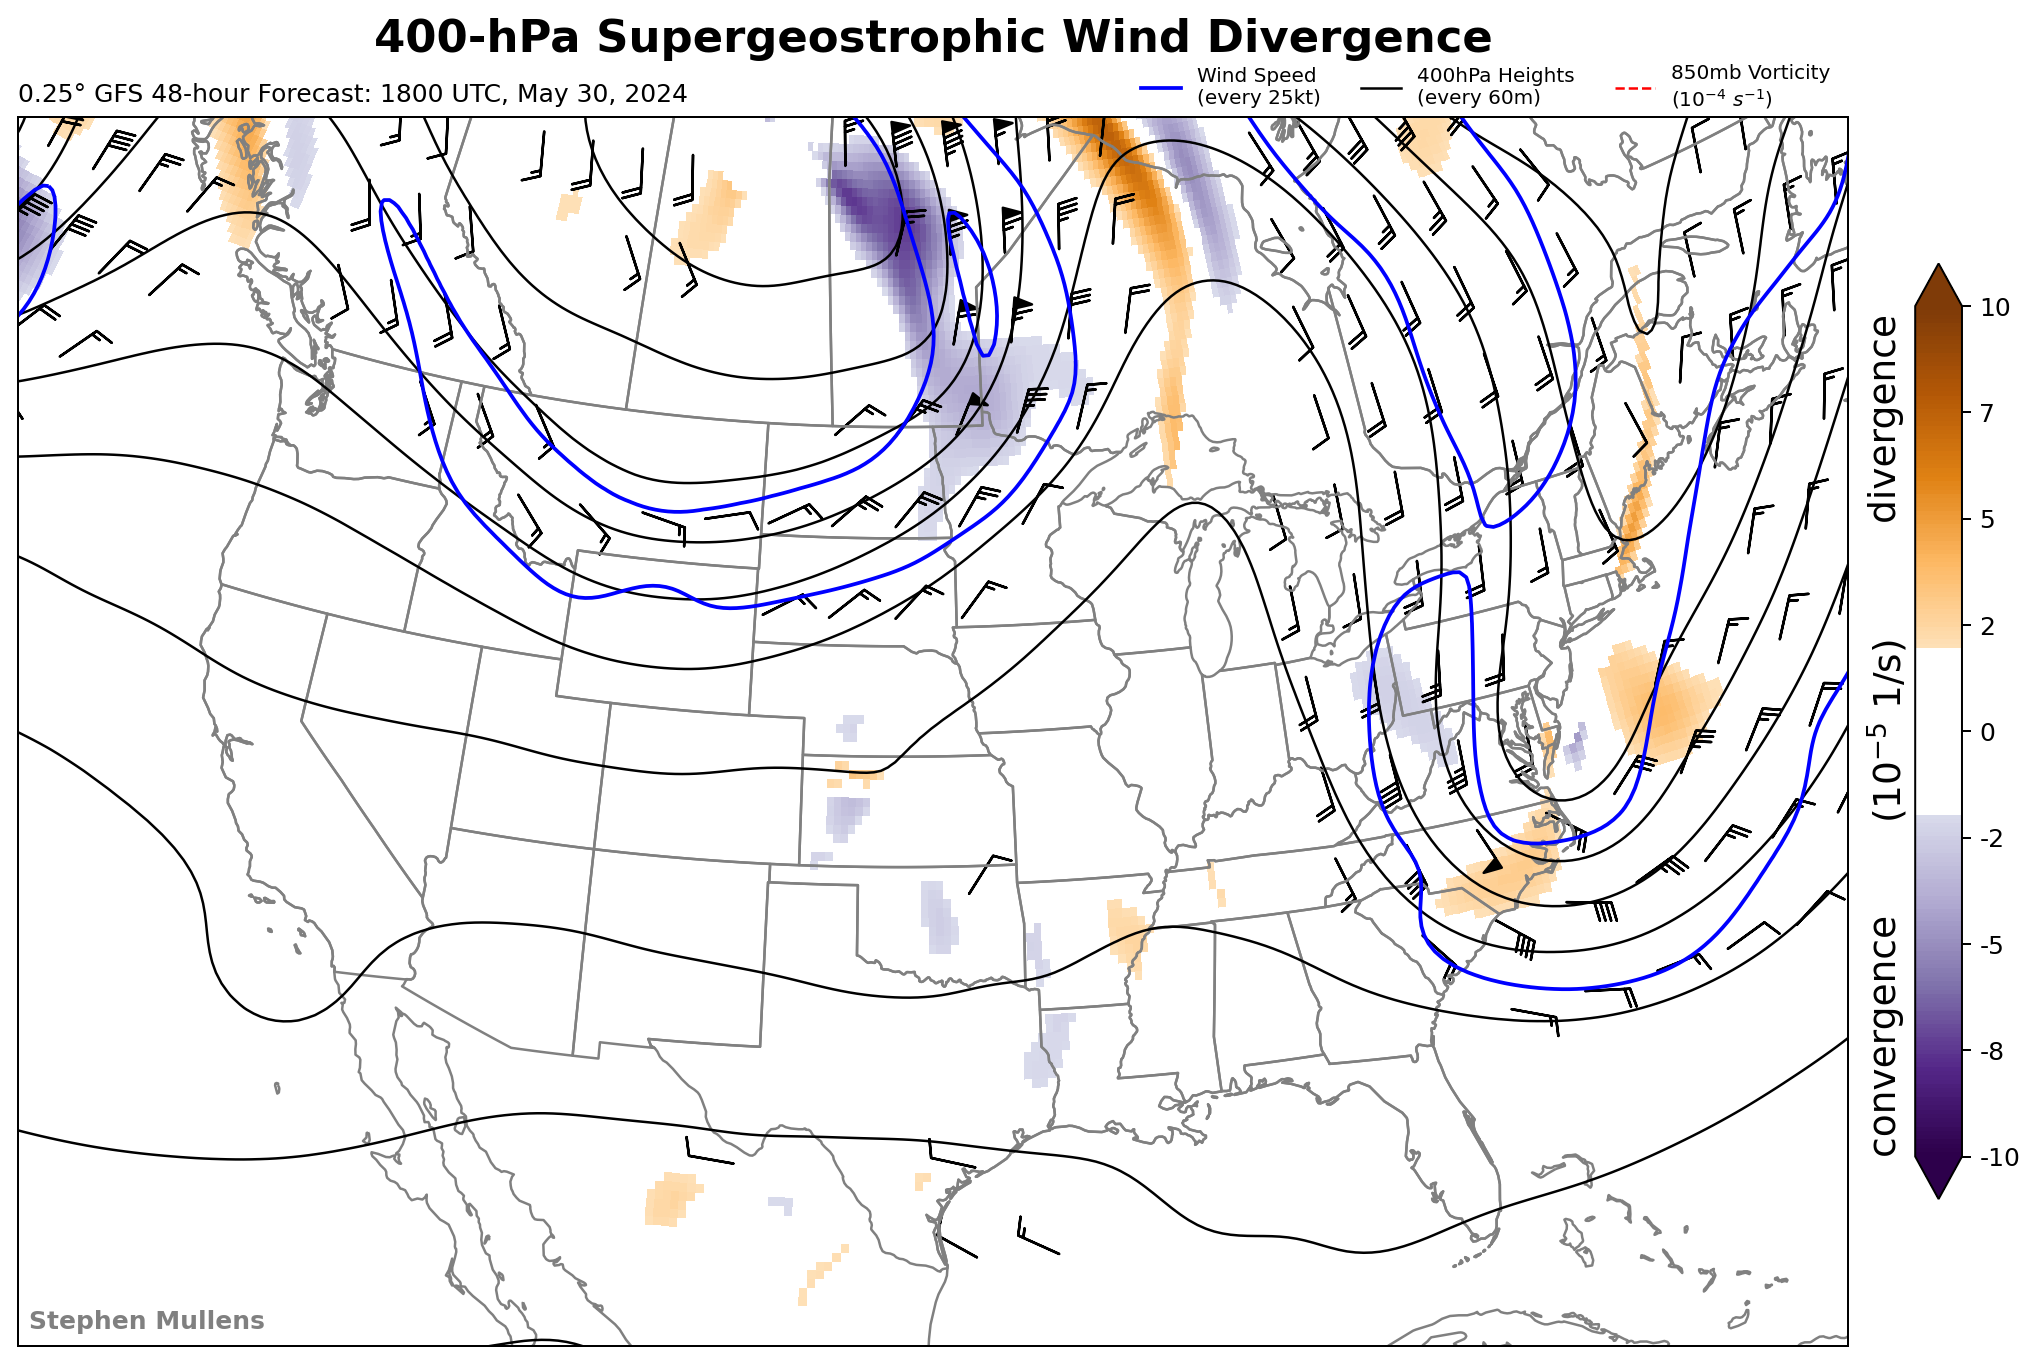 400-hPa Supergeostrophic Wind Divergence
0.25° GFS 48-hour Forecast: 1800 UTC, May 30, 2024
Wind Speed
(every 25kt)
400hPa Heights
(every 60m)
850mb Vorticity
(10⁻⁴ s⁻¹)
10
7
5
2
0
-2
-5
-8
-10
convergence (10⁻⁵ 1/s) divergence
Stephen Mullens